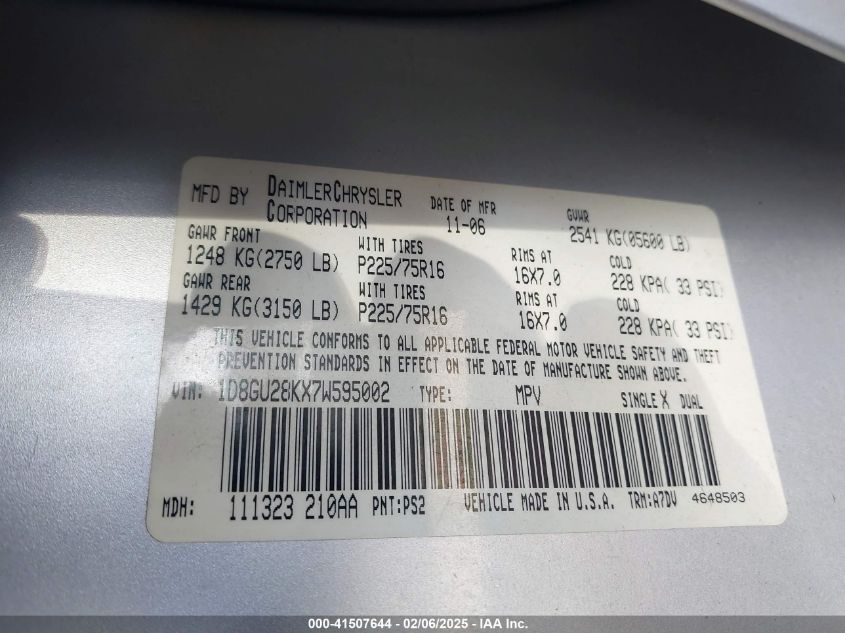 MFD BY DAIMLERCHRYSLER CORPORATION DATE OF MFR 11-06 GVWR 2541 KG(05600 LB)
GAWR FRONT WITH TIRES RIMS AT COLD
1248 KG(2750 LB) P225/75R16 16X7.0 228 KPA( 33 PSI)
GAWR REAR WITH TIRES RIMS AT COLD
1429 KG(3150 LB) P225/75R16 16X7.0 228 KPA( 33 PSI)
THIS VEHICLE CONFORMS TO ALL APPLICABLE FEDERAL MOTOR VEHICLE SAFETY AND THEFT
PREVENTION STANDARDS IN EFFECT ON THE DATE OF MANUFACTURE SHOWN ABOVE.
VIN: 1D8GU28KX7W595002 TYPE: MPV SINGLE X DUAL
MDH: 111323 210AA PNT:PS2 VEHICLE MADE IN U.S.A. TRM:A7DV 4648503
000-41507644 - 02/06/2025 - IAA Inc.